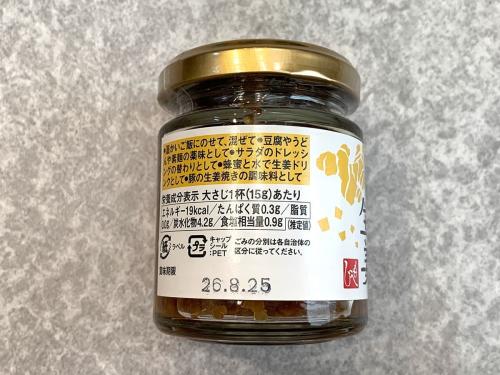 ●温かいご飯にのせて、混ぜて●豆腐やうど
んや素麺の薬味として●サラダのドレッシ
ングの替わりとして●蜂蜜と水で生姜ドリ
ンクとして●豚の生姜焼きの調味料として
栄養成分表示 大さじ1杯(15g)あたり
エネルギー19kcal/たんぱく質0.3g/脂質
0.0g/炭水化物4.2g/食塩相当量0.9g (推定値)
紙 ラベル
プラ キャップ
シール
:PET
ごみの分別は各自治体の
区分に従ってください。
賞味期限
26.8.25